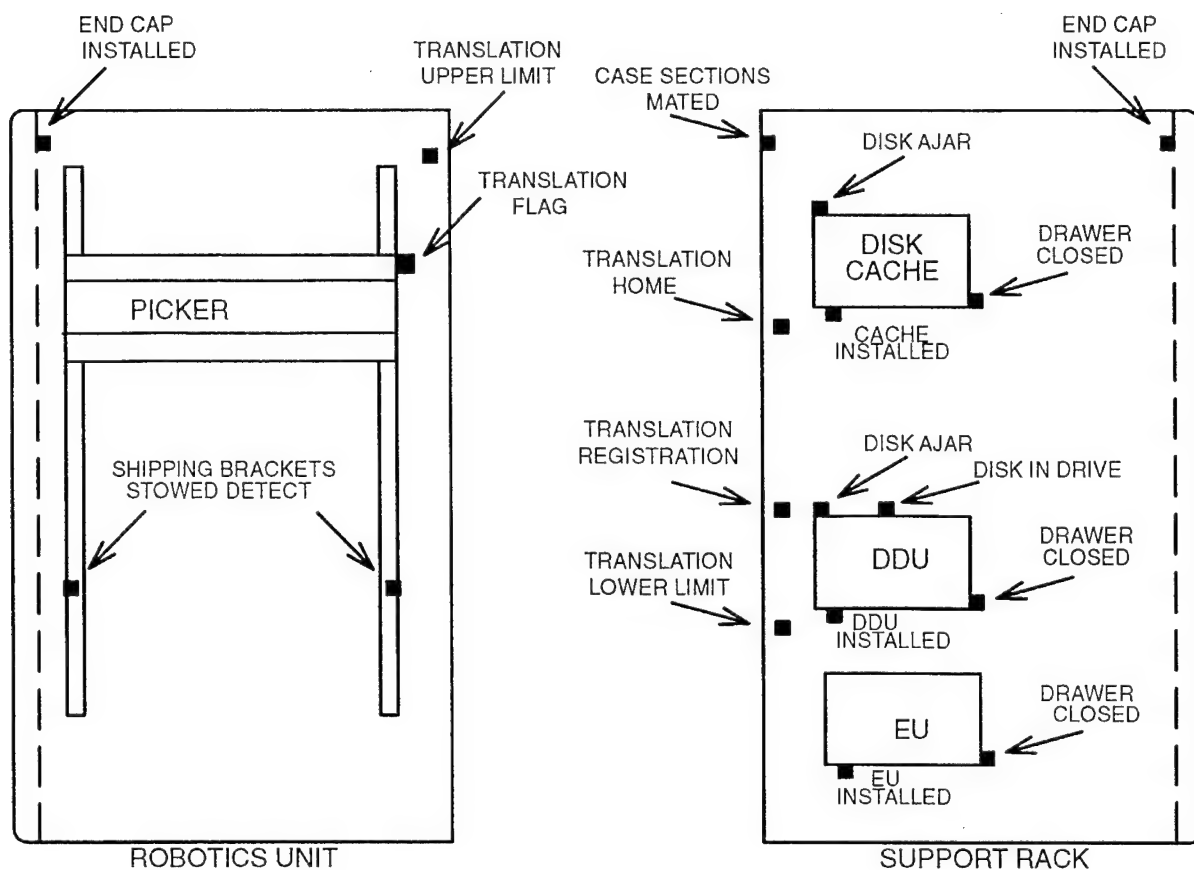 END CAP
INSTALLED
TRANSLATION
UPPER LIMIT
TRANSLATION
FLAG
PICKER
SHIPPING BRACKETS
STOWED DETECT
ROBOTICS UNIT
CASE SECTIONS
MATED
END CAP
INSTALLED
DISK AJAR
DISK
CACHE
DRAWER
CLOSED
TRANSLATION
HOME
CACHE
INSTALLED
TRANSLATION
REGISTRATION
DISK AJAR
DISK IN DRIVE
DDU
DRAWER
CLOSED
TRANSLATION
LOWER LIMIT
DDU
INSTALLED
EU
DRAWER
CLOSED
EU
INSTALLED
SUPPORT RACK